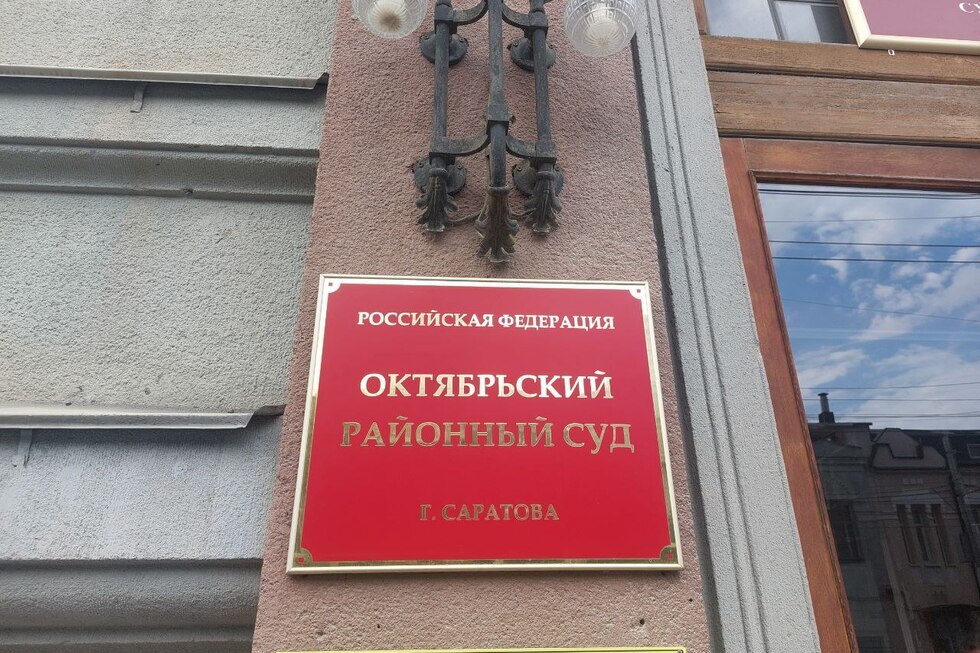 РОССИЙСКАЯ ФЕДЕРАЦИЯ
ОКТЯБРЬСКИЙ
РАЙОННЫЙ СУД
Г. САРАТОВА